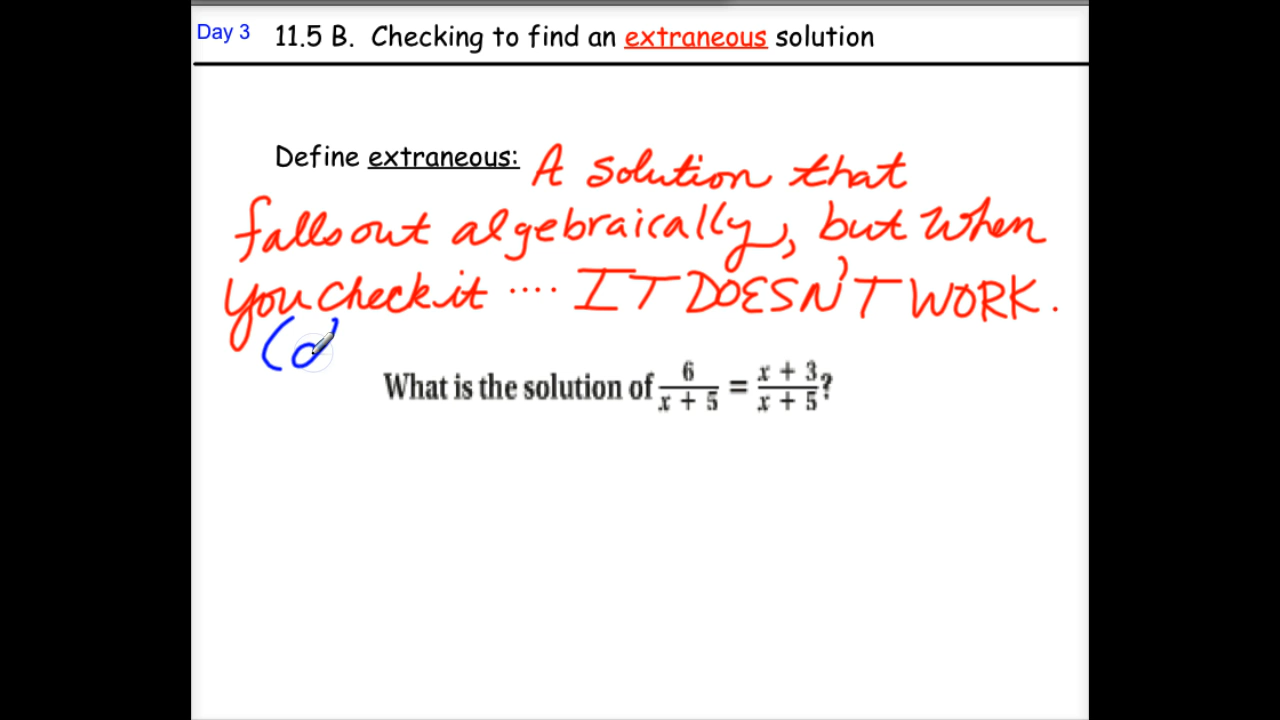 Day 3 11.5 B. Checking to find an extraneous solution
Define extraneous: A solution that
falls out algebraically, but when
you check it .... IT DOESN'T WORK.
(d
What is the solution of 6/(x + 5) = (x + 3)/(x + 5)?